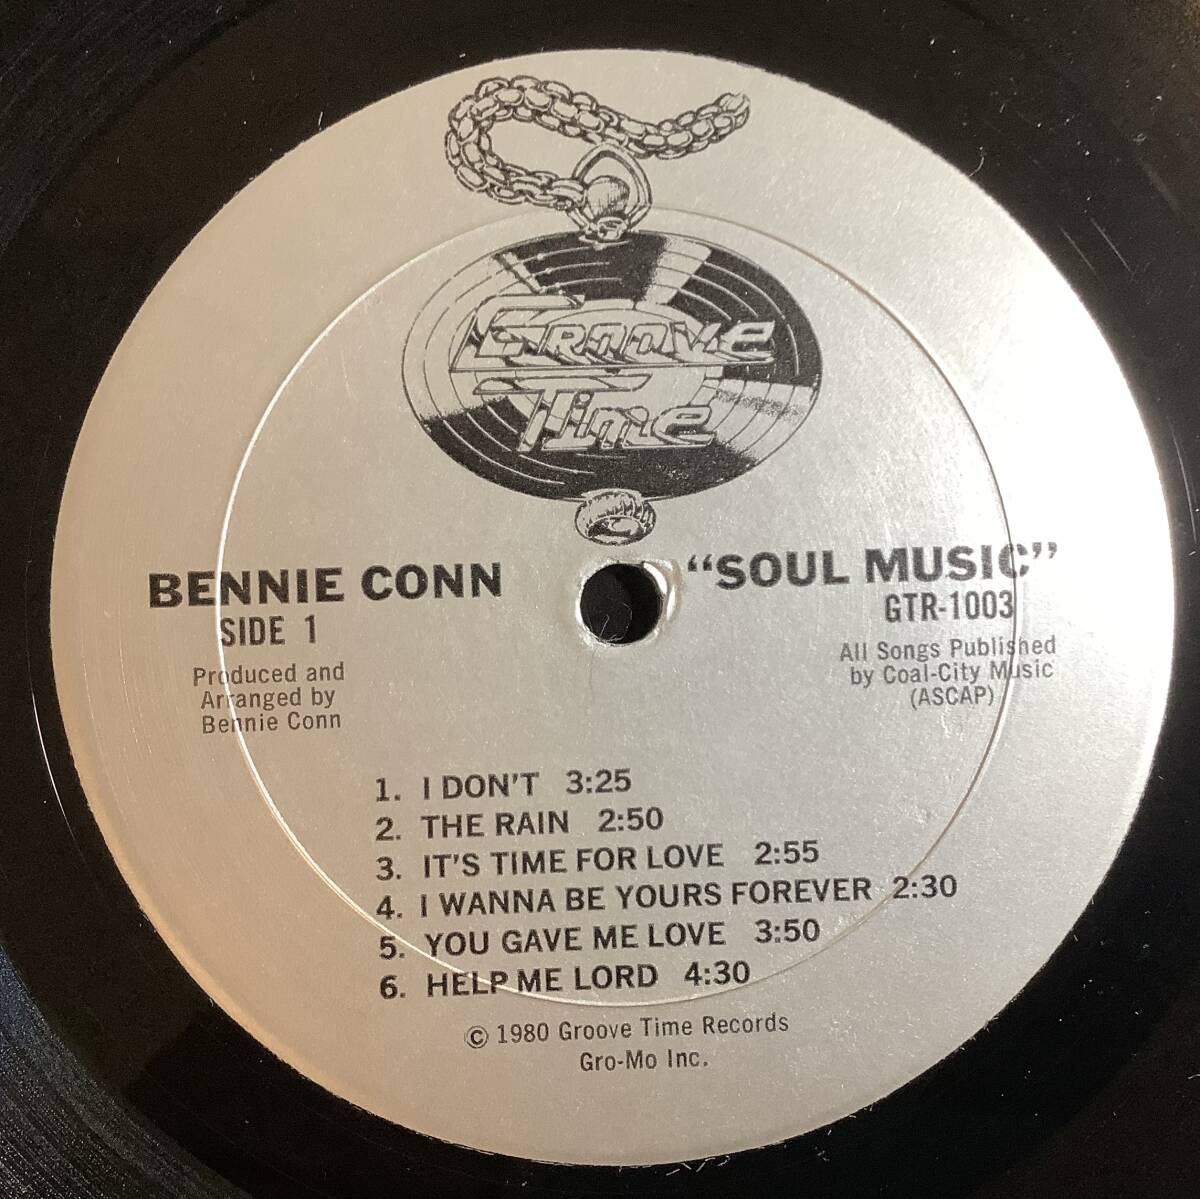 Groove
Time
BENNIE CONN
SIDE 1
Produced and
Arranged by
Bennie Conn
"SOUL MUSIC"
GTR-1003
All Songs Published
by Coal-City Music
(ASCAP)
1. I DON'T 3:25
2. THE RAIN 2:50
3. IT'S TIME FOR LOVE 2:55
4. I WANNA BE YOURS FOREVER 2:30
5. YOU GAVE ME LOVE 3:50
6. HELP ME LORD 4:30
© 1980 Groove Time Records
Gro-Mo Inc.